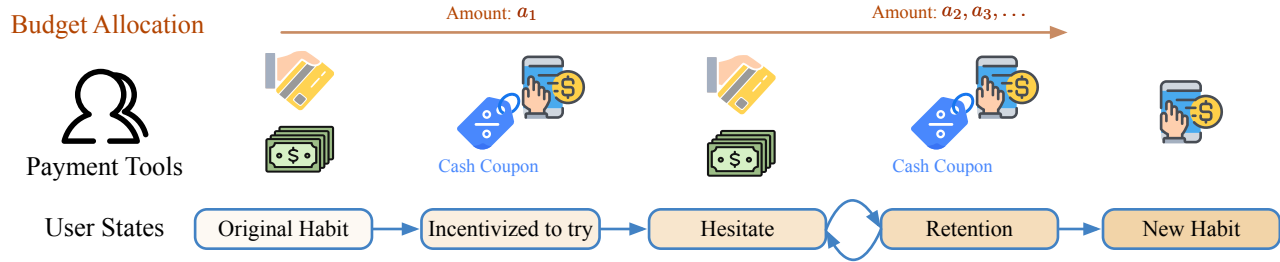 Budget Allocation
Amount: a₁
Amount: a₂, a₃, . . .
Payment Tools
Cash Coupon
Cash Coupon
User States
Original Habit
Incentivized to try
Hesitate
Retention
New Habit